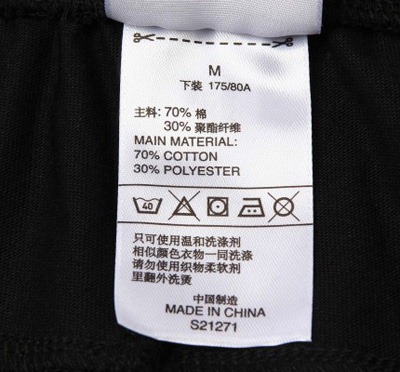 M
下装 175/80A
主料: 70% 棉
30% 聚酯纤维
MAIN MATERIAL:
70% COTTON
30% POLYESTER
40
只可使用温和洗涤剂
相似颜色衣物一同洗涤
请勿使用织物柔软剂
里翻外洗烫
中国制造
MADE IN CHINA
S21271